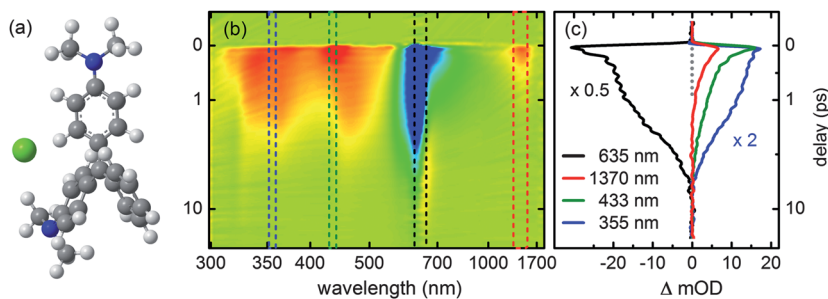 (a)
(b)
0
1
10
300 350 400 500 700 1000 1700
wavelength (nm)
(c)
0
1
10
delay (ps)
x 0.5
x 2
635 nm
1370 nm
433 nm
355 nm
-20 -10 0 10 20
Δ mOD